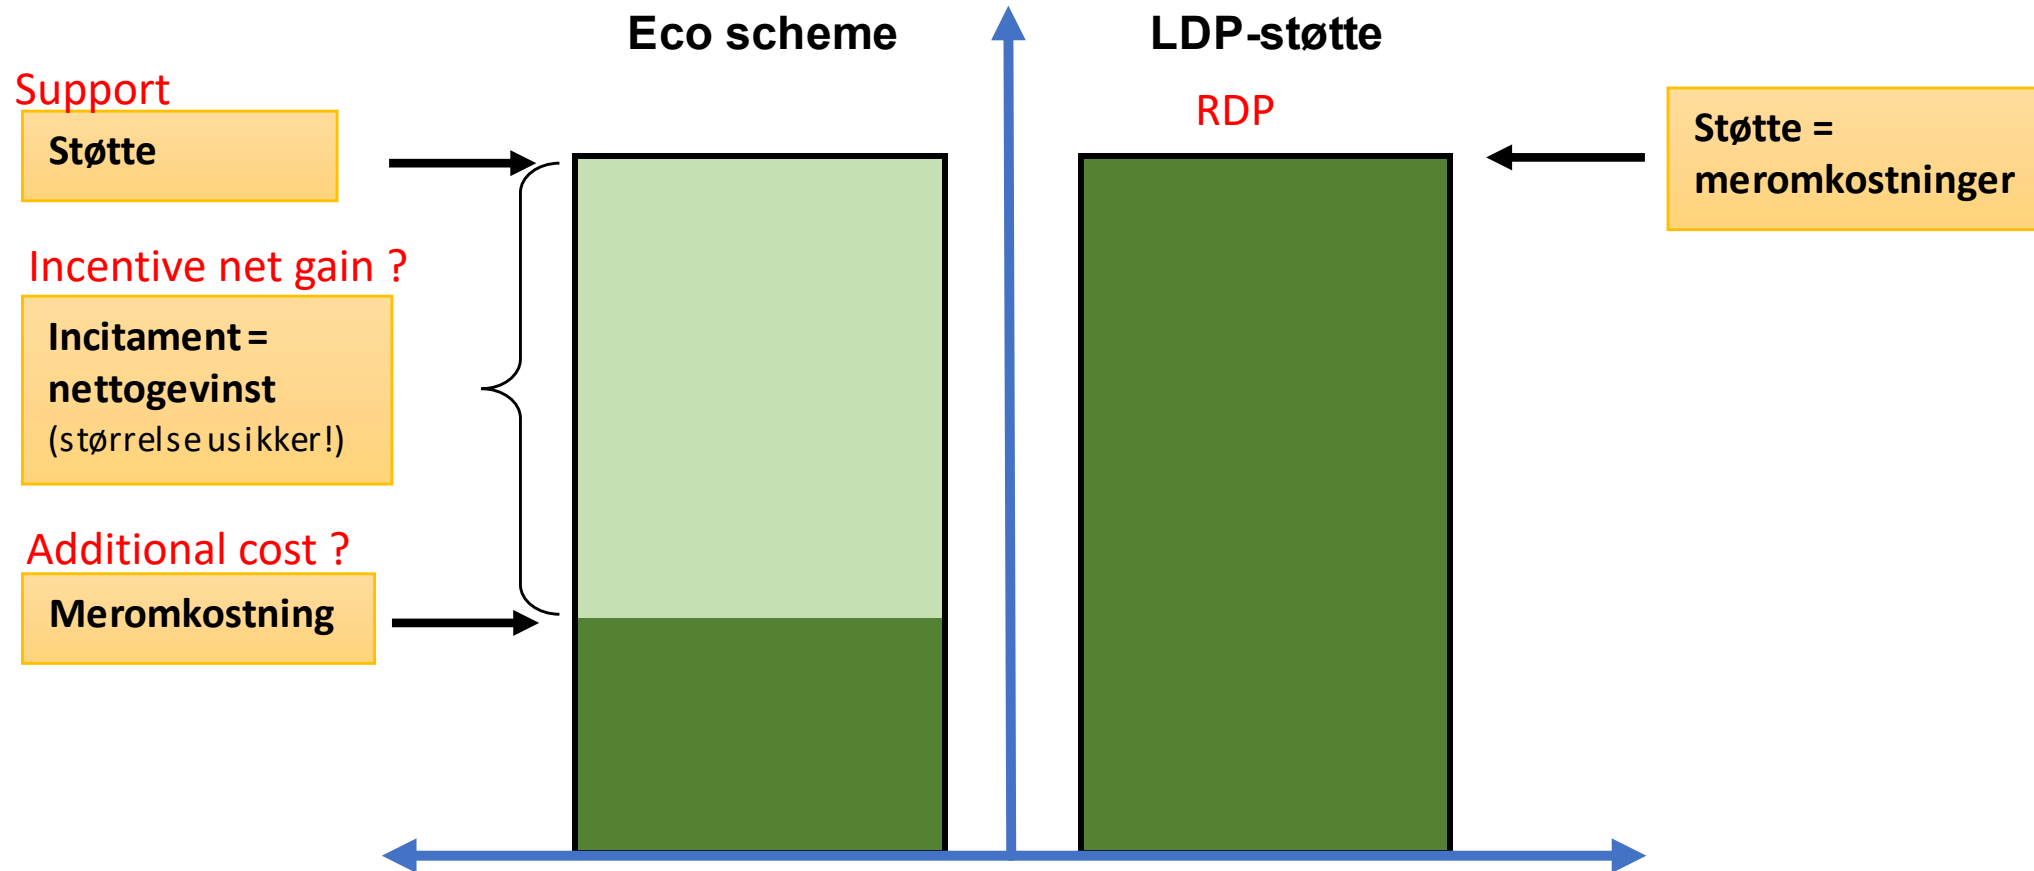 Eco scheme
LDP-støtte
Support
Støtte
RDP
Støtte =
meromkostninger
Incentive net gain ?
Incitament =
nettogevinst
(størrelse usikker!)
Additional cost ?
Meromkostning